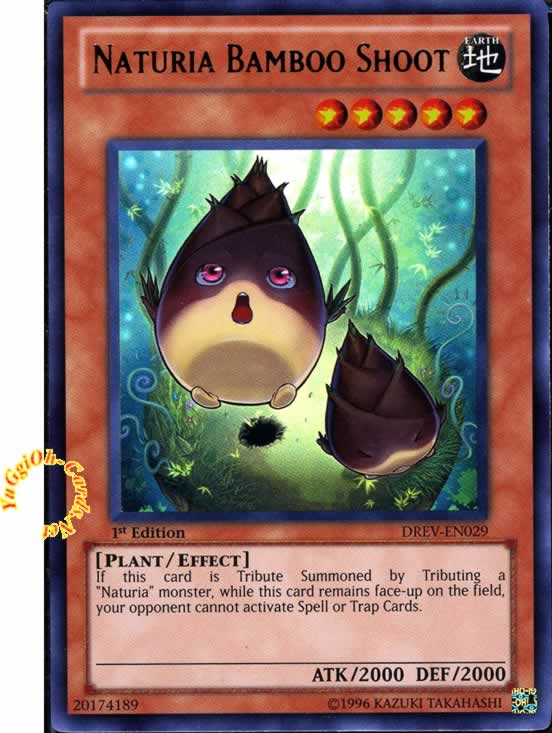 NATURIA BAMBOO SHOOT
EARTH
地
1st Edition
DREV-EN029
[PLANT/EFFECT]
If this card is Tribute Summoned by Tributing a
"Naturia" monster, while this card remains face-up on the field,
your opponent cannot activate Spell or Trap Cards.
ATK/2000 DEF/2000
20174189
©1996 KAZUKI TAKAHASHI
YuGgiOh-Cards.Net